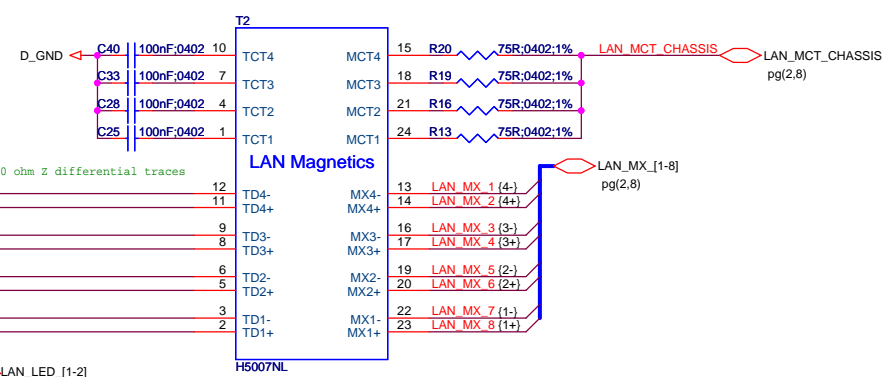 T2
D_GND C40 100nF;0402 10 TCT4 MCT4 15 R20 75R;0402;1% LAN_MCT_CHASSIS LAN_MCT_CHASSIS
pg(2,8)
C33 100nF;0402 7 TCT3 MCT3 18 R19 75R;0402;1%
C28 100nF;0402 4 TCT2 MCT2 21 R16 75R;0402;1%
C25 100nF;0402 1 TCT1 MCT1 24 R13 75R;0402;1%
LAN Magnetics
0 ohm Z differential traces
LAN_MX_[1-8]
pg(2,8)
12 TD4- MX4- 13 LAN_MX_1 {4-}
11 TD4+ MX4+ 14 LAN_MX_2 {4+}
9 TD3- MX3- 16 LAN_MX_3 {3-}
8 TD3+ MX3+ 17 LAN_MX_4 {3+}
6 TD2- MX2- 19 LAN_MX_5 {2-}
5 TD2+ MX2+ 20 LAN_MX_6 {2+}
3 TD1- MX1- 22 LAN_MX_7 {1-}
2 TD1+ MX1+ 23 LAN_MX_8 {1+}
H5007NL
LAN_LED_[1-2]